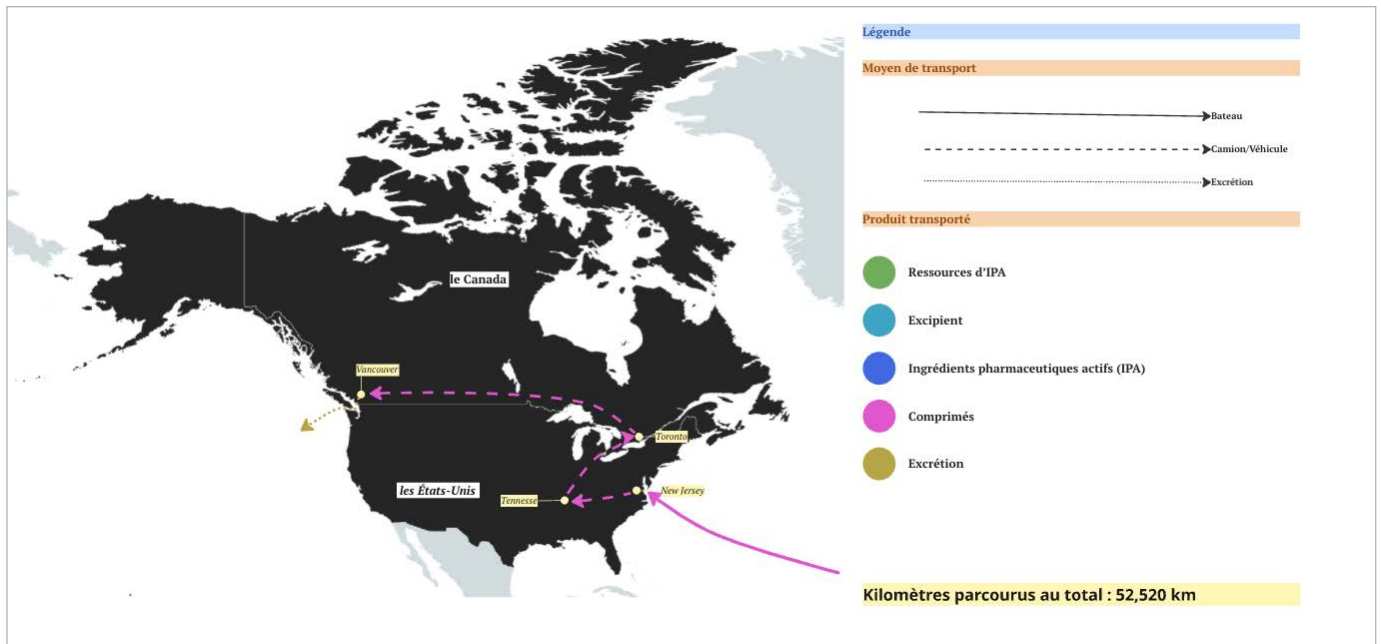 Légende
Moyen de transport
Bateau
Camion/Véhicule
Excrétion
Produit transporté
Ressources d'IPA
Excipient
Ingrédients pharmaceutiques actifs (IPA)
Comprimés
Excrétion
Kilomètres parcourus au total : 52,520 km
le Canada
Vancouver
Toronto
les États-Unis
Tennesse
New Jersey